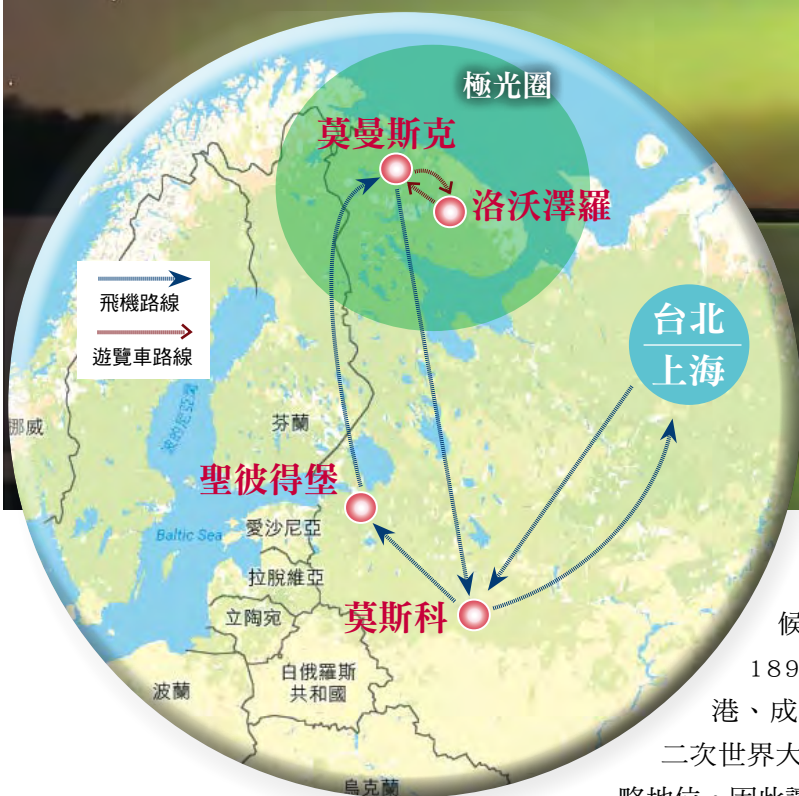 極光圈
莫曼斯克
洛沃澤羅
飛機路線
遊覽車路線
台北
上海
挪威
芬蘭
聖彼得堡
Baltic Sea
愛沙尼亞
拉脫維亞
立陶宛
莫斯科
波蘭
白俄羅斯
共和國
烏克蘭
候
189
港、成
二次世界大